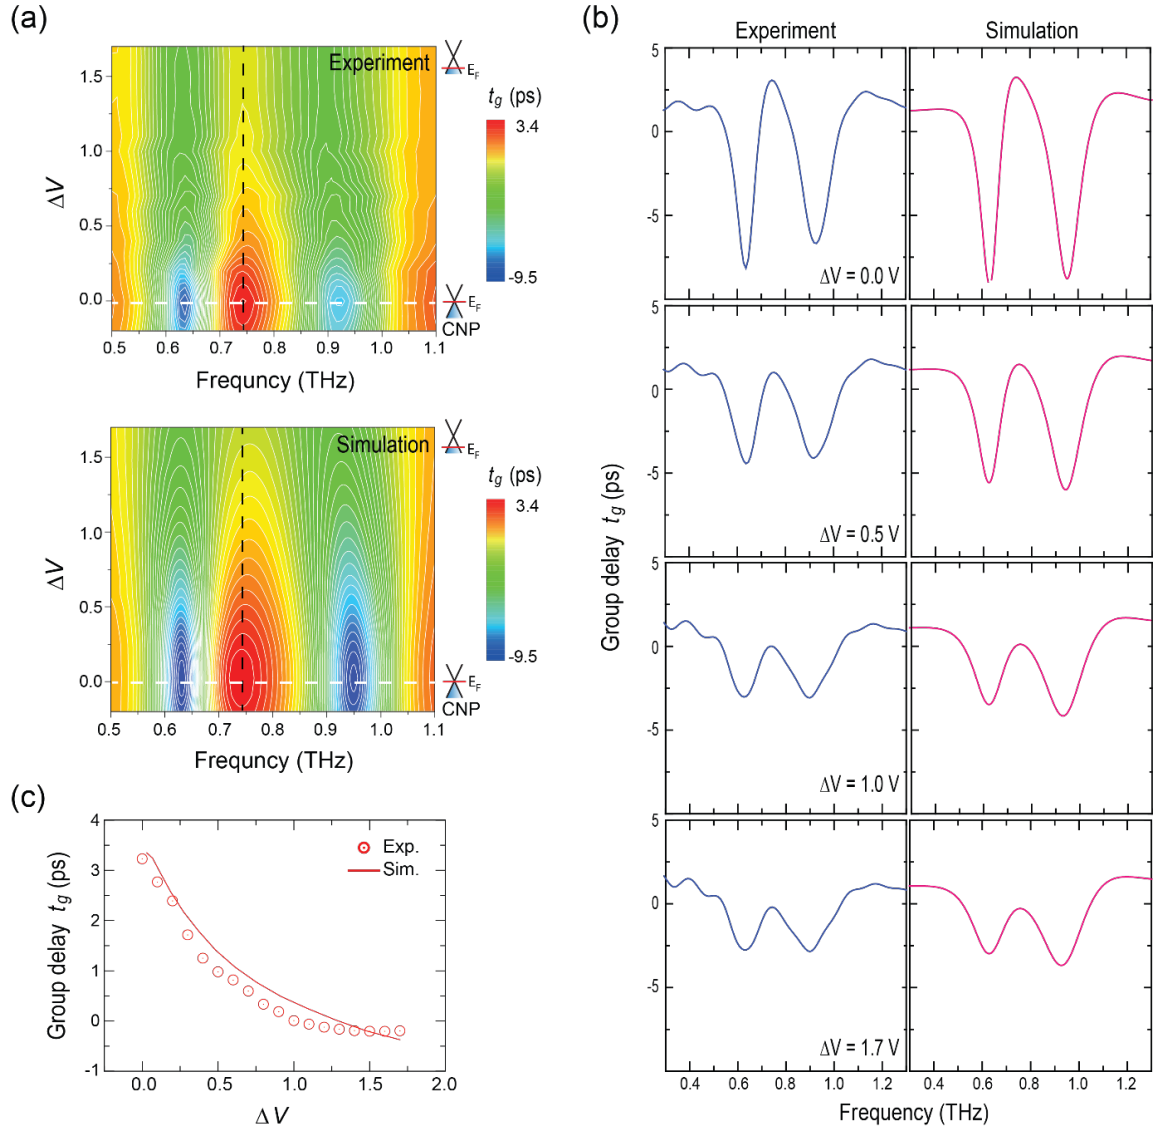 (a)
Experiment
E_F
t_g (ps)
3.4
-9.5
E_F
CNP
ΔV
1.5
1.0
0.5
0.0
0.5 0.6 0.7 0.8 0.9 1.0 1.1
Frequncy (THz)
Simulation
E_F
t_g (ps)
3.4
-9.5
E_F
CNP
ΔV
1.5
1.0
0.5
0.0
0.5 0.6 0.7 0.8 0.9 1.0 1.1
Frequncy (THz)
(b)
Experiment Simulation
5
0
-5
ΔV = 0.0 V
5
0
-5
ΔV = 0.5 V
5
0
-5
ΔV = 1.0 V
5
0
-5
ΔV = 1.7 V
Group delay t_g (ps)
0.4 0.6 0.8 1.0 1.2 0.4 0.6 0.8 1.0 1.2
Frequency (THz)
(c)
4
3
2
1
0
-1
Group delay t_g (ps)
Exp.
Sim.
0.0 0.5 1.0 1.5 2.0
ΔV